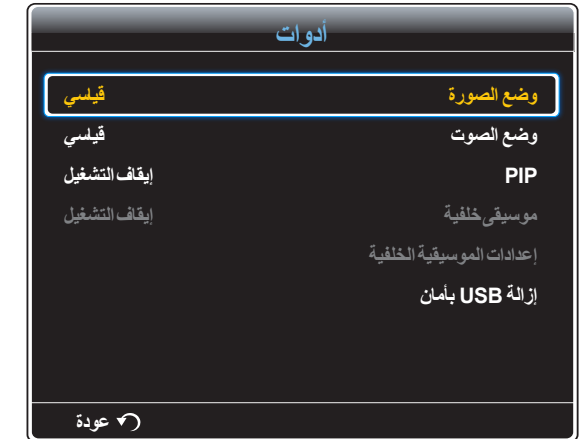 أدوات
وضع الصورة قياسي
وضع الصوت قياسي
PIP إيقاف التشغيل
موسيقى خلفية إيقاف التشغيل
إعدادات الموسيقية الخلفية
إزالة USB بأمان
عودة